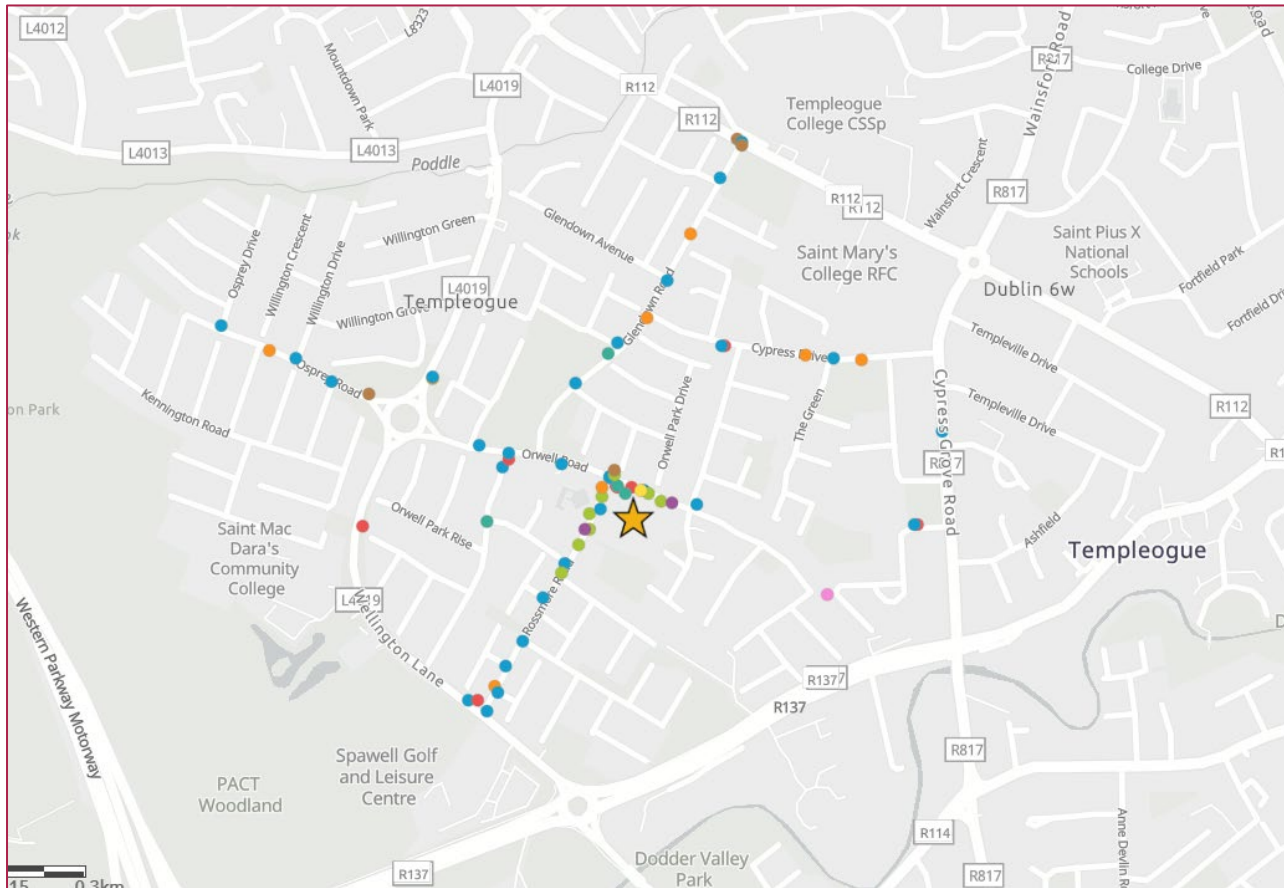 L4012
L8323
Mountdown Park
L4019
R112
R112
L4013
L4013
Poddle
Templeogue
College CSSp
R817
College Drive
Wainsfort Road
Wainsfort Crescent
R817
R112
R112
Saint Pius X
National
Schools
Fortfield Park
Saint Mary's
College RFC
Dublin 6w
Osprey Drive
Willington Crescent
Willington Drive
Willington Green
Glendown Avenue
L4019
Templeogue
Willington Grove
Glendown Road
Cypress Drive
Templeville Drive
Templeville Drive
Osprey Road
Kennington Road
Orwell Park Drive
The Green
Cypress Grove Road
R112
R817
Orwell Road
Orwell Park Rise
Saint Mac
Dara's
Community
College
L4019
Wellington Lane
Rossmore Road
Ashfield
Templeogue
Western Parkway Motorway
R137
R137
Spawell Golf
and Leisure
Centre
PACT
Woodland
R817
R114
Anne Devlin
R137
Dodder Valley
Park
R817
0.3km